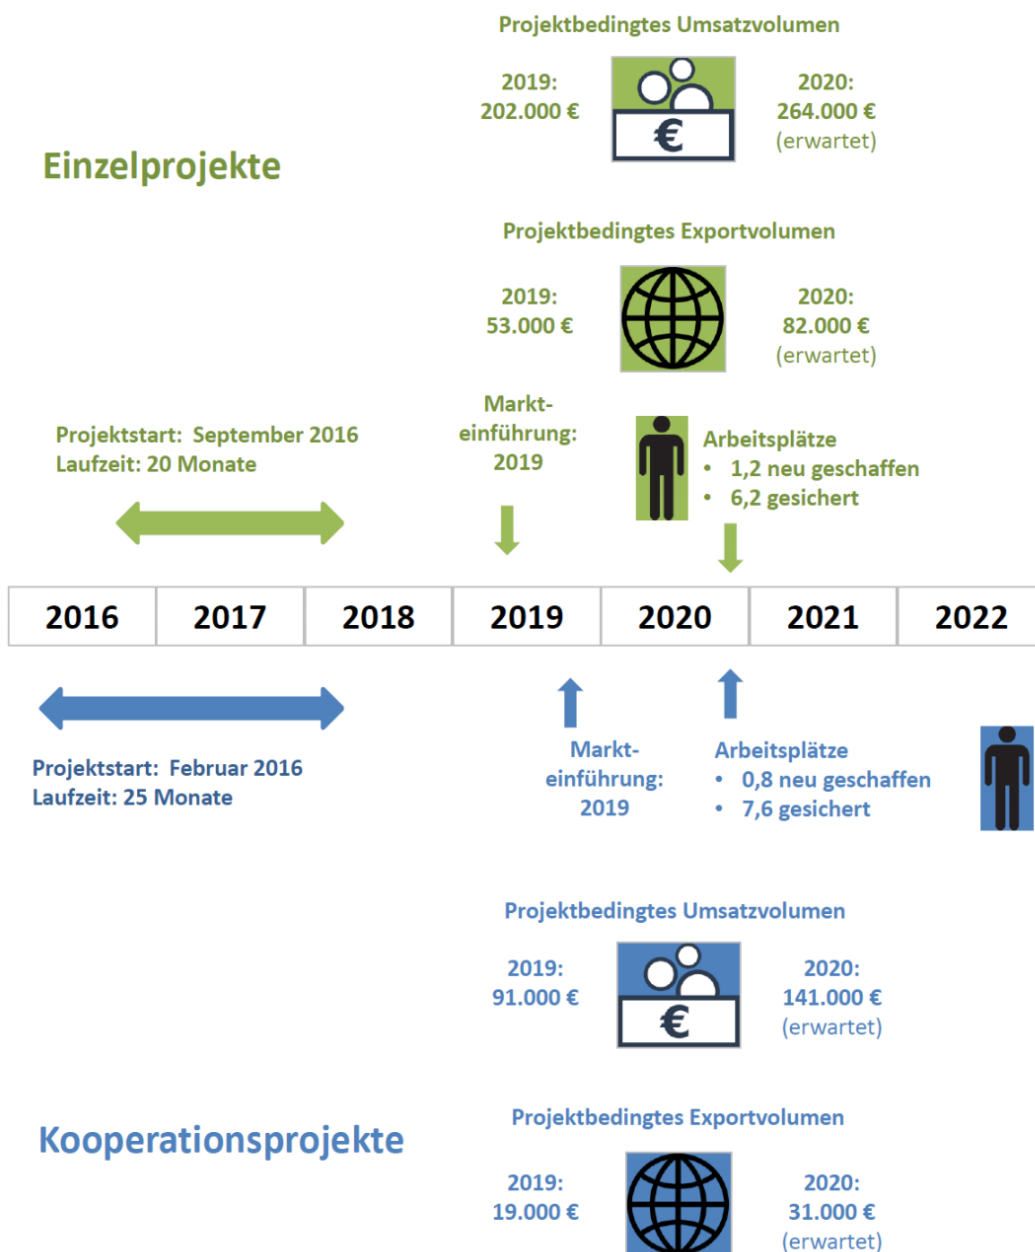 Projektbedingtes Umsatzvolumen
2019:
202.000 €
€
2020:
264.000 €
(erwartet)
Einzelprojekte
Projektbedingtes Exportvolumen
2019:
53.000 €
2020:
82.000 €
(erwartet)
Projektstart: September 2016
Laufzeit: 20 Monate
Markt-
einführung:
2019
Arbeitsplätze
• 1,2 neu geschaffen
• 6,2 gesichert
2016 2017 2018 2019 2020 2021 2022
Projektstart: Februar 2016
Laufzeit: 25 Monate
Markt-
einführung:
2019
Arbeitsplätze
• 0,8 neu geschaffen
• 7,6 gesichert
Projektbedingtes Umsatzvolumen
2019:
91.000 €
€
2020:
141.000 €
(erwartet)
Kooperationsprojekte
Projektbedingtes Exportvolumen
2019:
19.000 €
2020:
31.000 €
(erwartet)